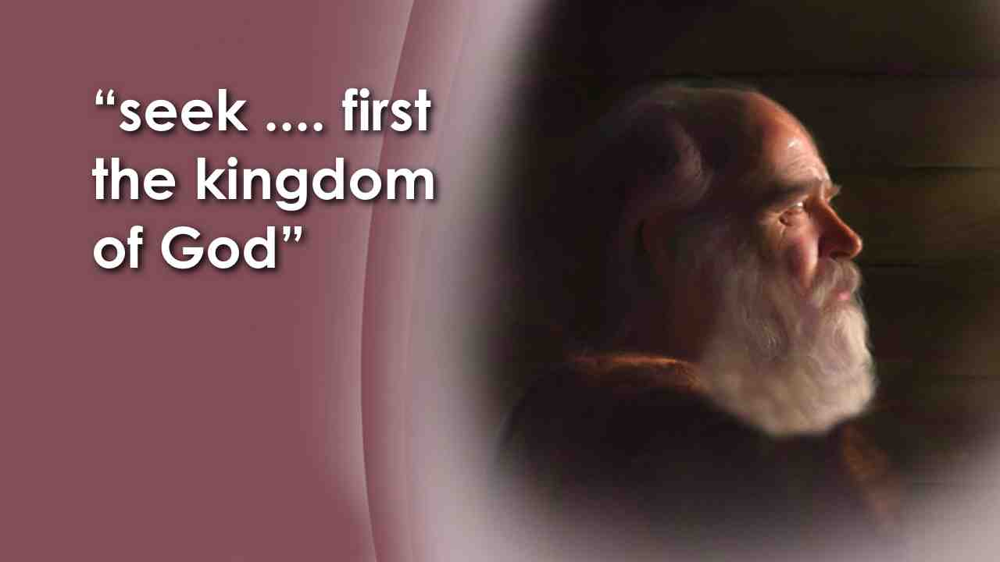 “seek .... first
the kingdom
of God”